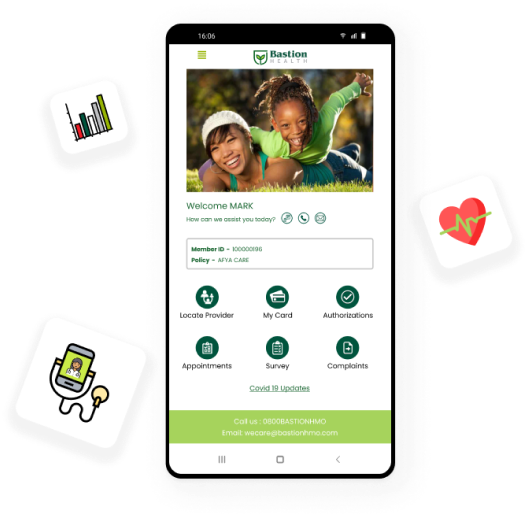 16:06
Bastion
HEALTH
Welcome MARK
How can we assist you today?
Member ID - 100000196
Policy - AFYA CARE
Locate Provider My Card Authorizations
Appointments Survey Complaints
Covid 19 Updates
Call us : 0800BASTIONHMO
Email: wecare@bastionhmo.com